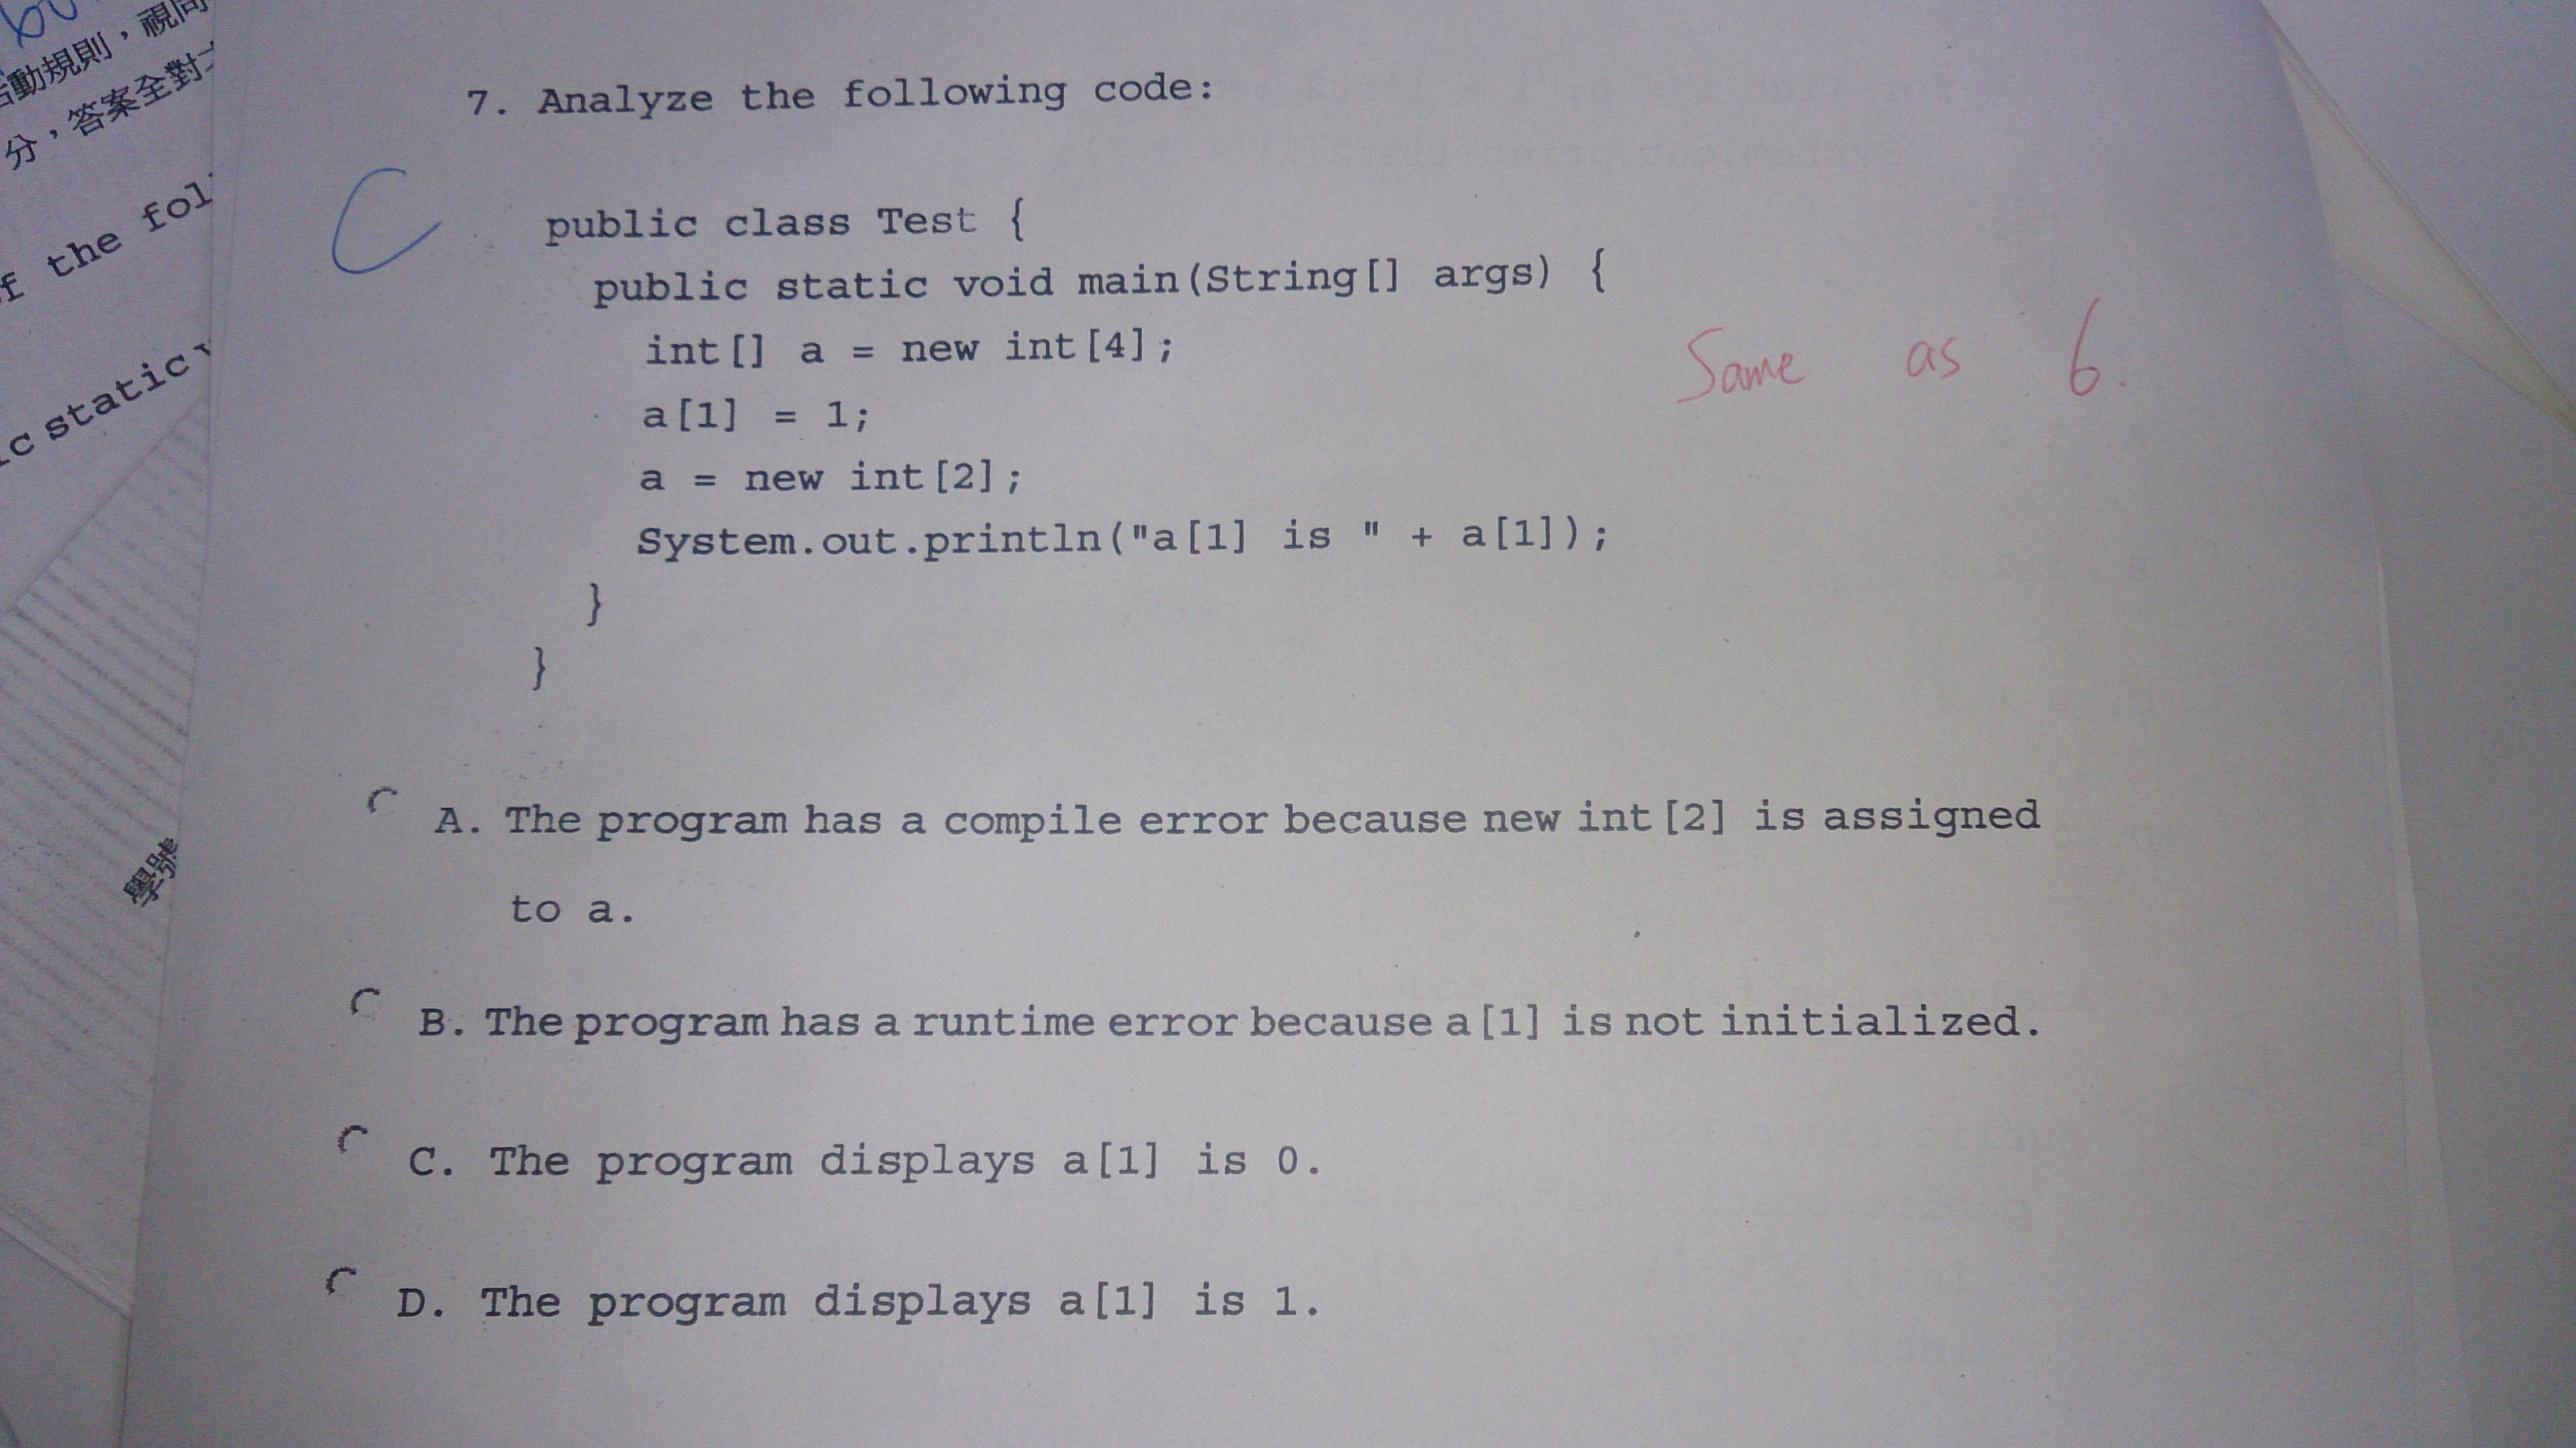 動規則,視同
分,答案全對
f the fol
ic static
學號
7. Analyze the following code:
C
public class Test {
public static void main(String[] args) {
int[] a = new int[4];
Same as 6.
a[1] = 1;
a = new int[2];
System.out.println("a[1] is " + a[1]);
}
}
A. The program has a compile error because new int[2] is assigned
to a.
B. The program has a runtime error because a[1] is not initialized.
C. The program displays a[1] is 0.
D. The program displays a[1] is 1.